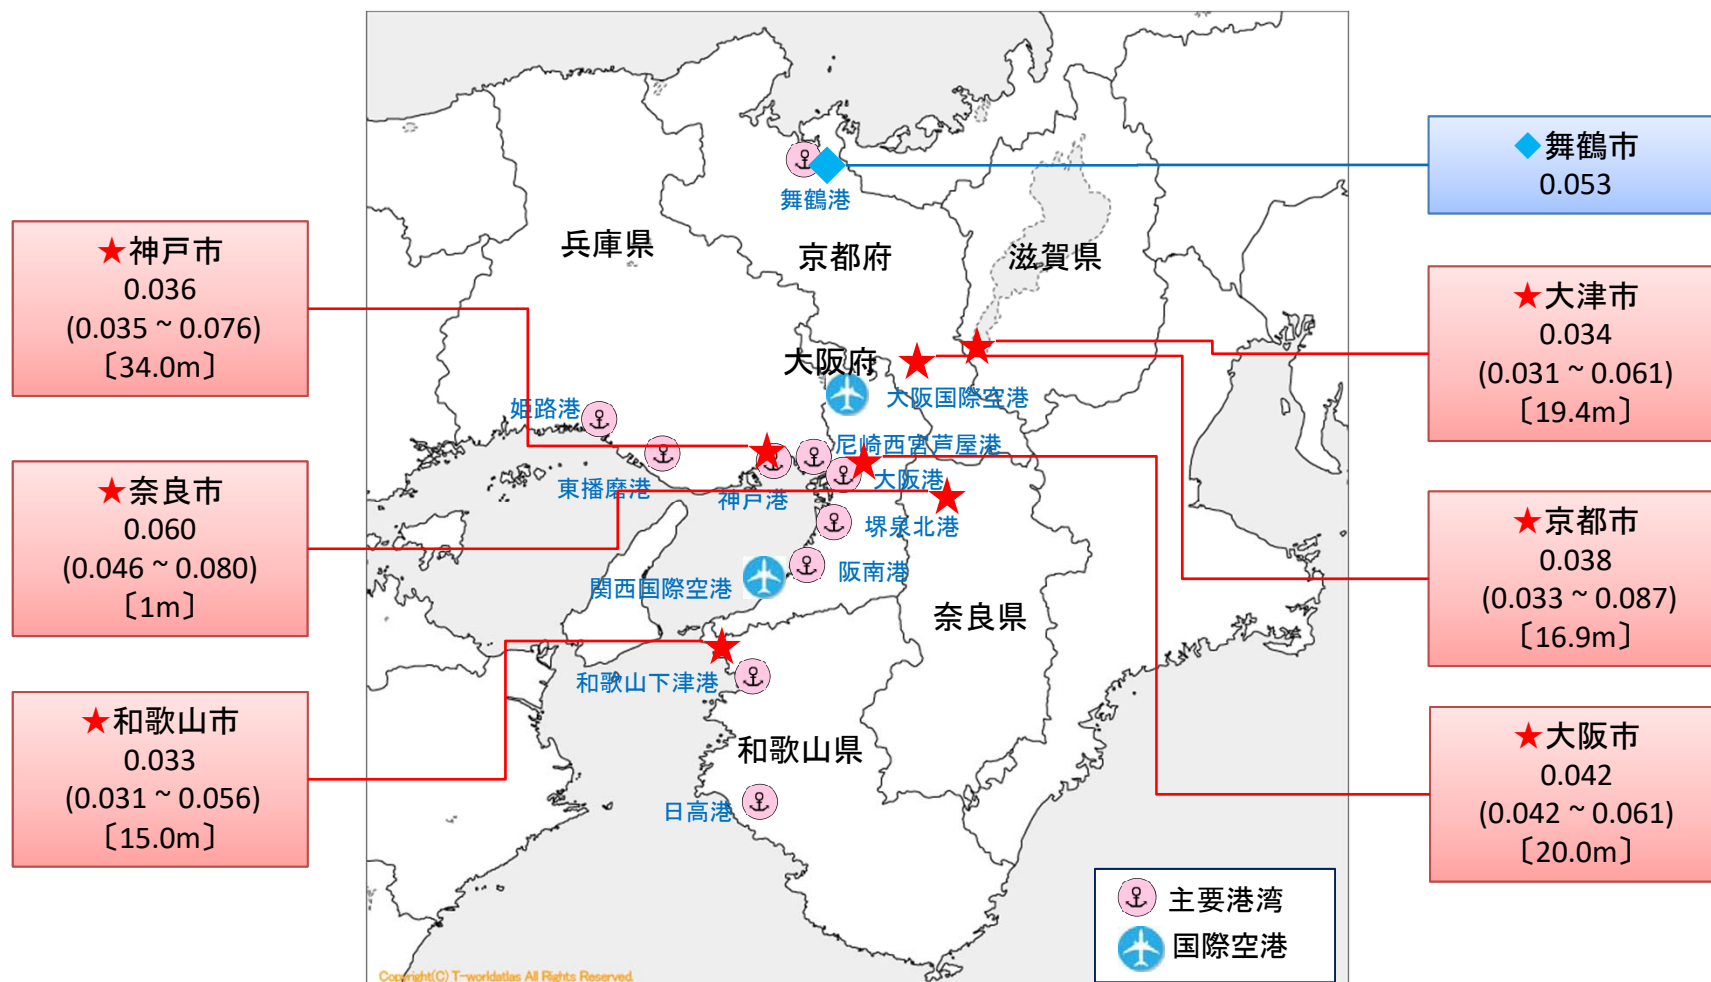 ★神戸市
0.036
(0.035 ~ 0.076)
〔34.0m〕
★奈良市
0.060
(0.046 ~ 0.080)
〔1m〕
★和歌山市
0.033
(0.031 ~ 0.056)
〔15.0m〕
舞鶴港
兵庫県
京都府
滋賀県
大阪府
大阪国際空港
姫路港
尼崎西宮芦屋港
東播磨港
神戸港
大阪港
堺泉北港
関西国際空港
阪南港
奈良県
和歌山下津港
和歌山県
日高港
主要港湾
国際空港
Copyright(C) T-worldatlas All Rights Reserved.
◆舞鶴市
0.053
★大津市
0.034
(0.031 ~ 0.061)
〔19.4m〕
★京都市
0.038
(0.033 ~ 0.087)
〔16.9m〕
★大阪市
0.042
(0.042 ~ 0.061)
〔20.0m〕